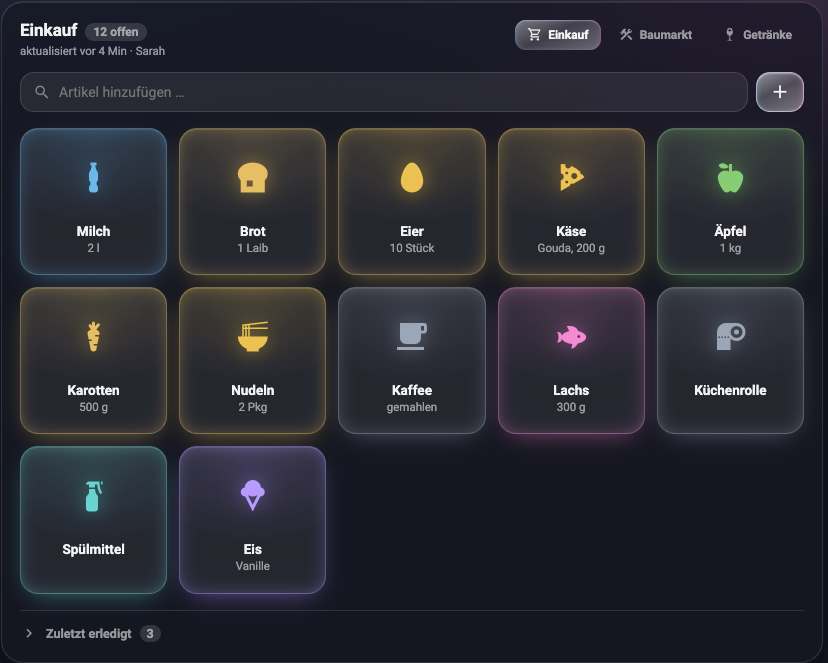 Einkauf 12 offen
aktualisiert vor 4 Min · Sarah
Einkauf Baumarkt Getränke
Artikel hinzufügen …
Milch
2 l
Brot
1 Laib
Eier
10 Stück
Käse
Gouda, 200 g
Äpfel
1 kg
Karotten
500 g
Nudeln
2 Pkg
Kaffee
gemahlen
Lachs
300 g
Küchenrolle
Spülmittel
Eis
Vanille
Zuletzt erledigt 3